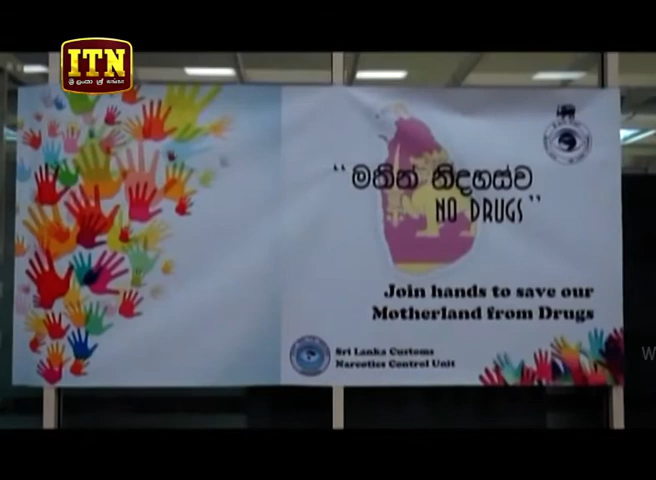 ITN
ශ්‍රී ලංකා
" මතින් නිදහස්ව
NO DRUGS "
Join hands to save our
Motherland from Drugs
Sri Lanka Customs
Narcotics Control Unit
W